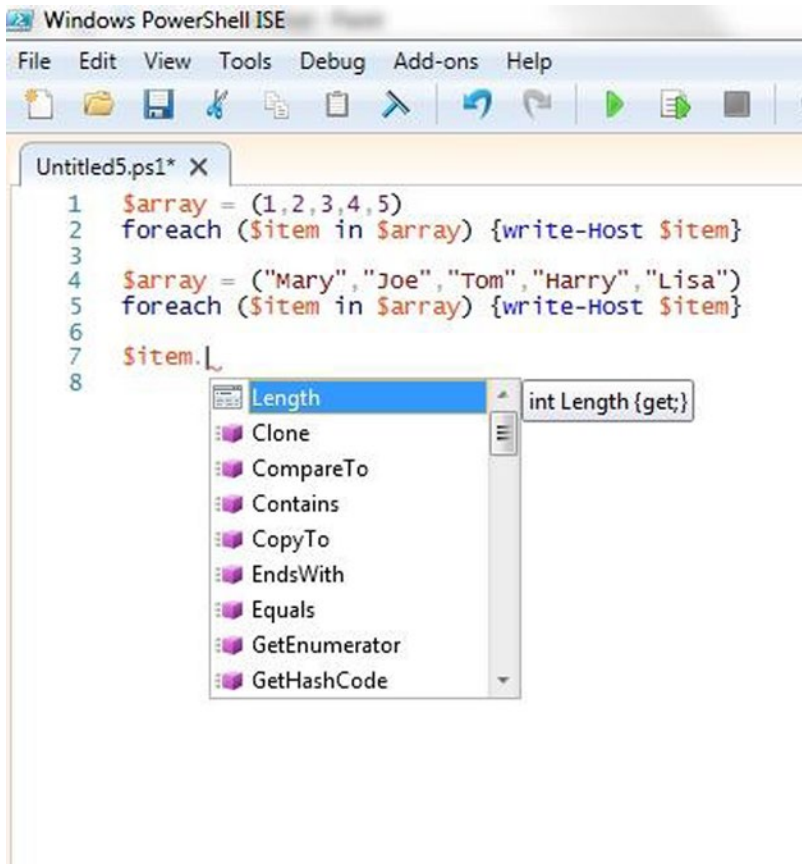 Windows PowerShell ISE
File Edit View Tools Debug Add-ons Help
Untitled5.ps1* X
1 $array = (1,2,3,4,5)
2 foreach ($item in $array) {write-Host $item}
3
4 $array = ("Mary","Joe","Tom","Harry","Lisa")
5 foreach ($item in $array) {write-Host $item}
6
7 $item.
8
Length
int Length {get;}
Clone
CompareTo
Contains
CopyTo
EndsWith
Equals
GetEnumerator
GetHashCode